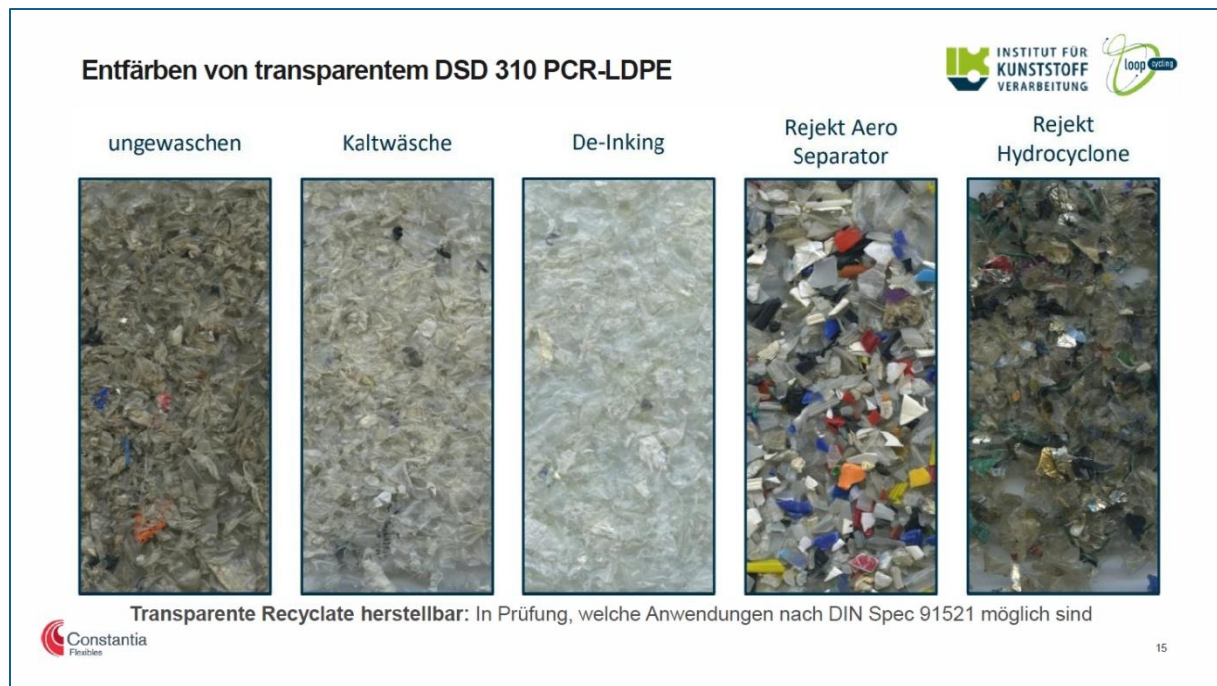 Entfärben von transparentem DSD 310 PCR-LDPE
INSTITUT FÜR
KUNSTSTOFF
VERARBEITUNG
loop cycling
ungewaschen
Kaltwäsche
De-Inking
Rejekt Aero
Separator
Rejekt
Hydrocyclone
Transparente Recyclate herstellbar: In Prüfung, welche Anwendungen nach DIN Spec 91521 möglich sind
Constantia
Flexibles
15